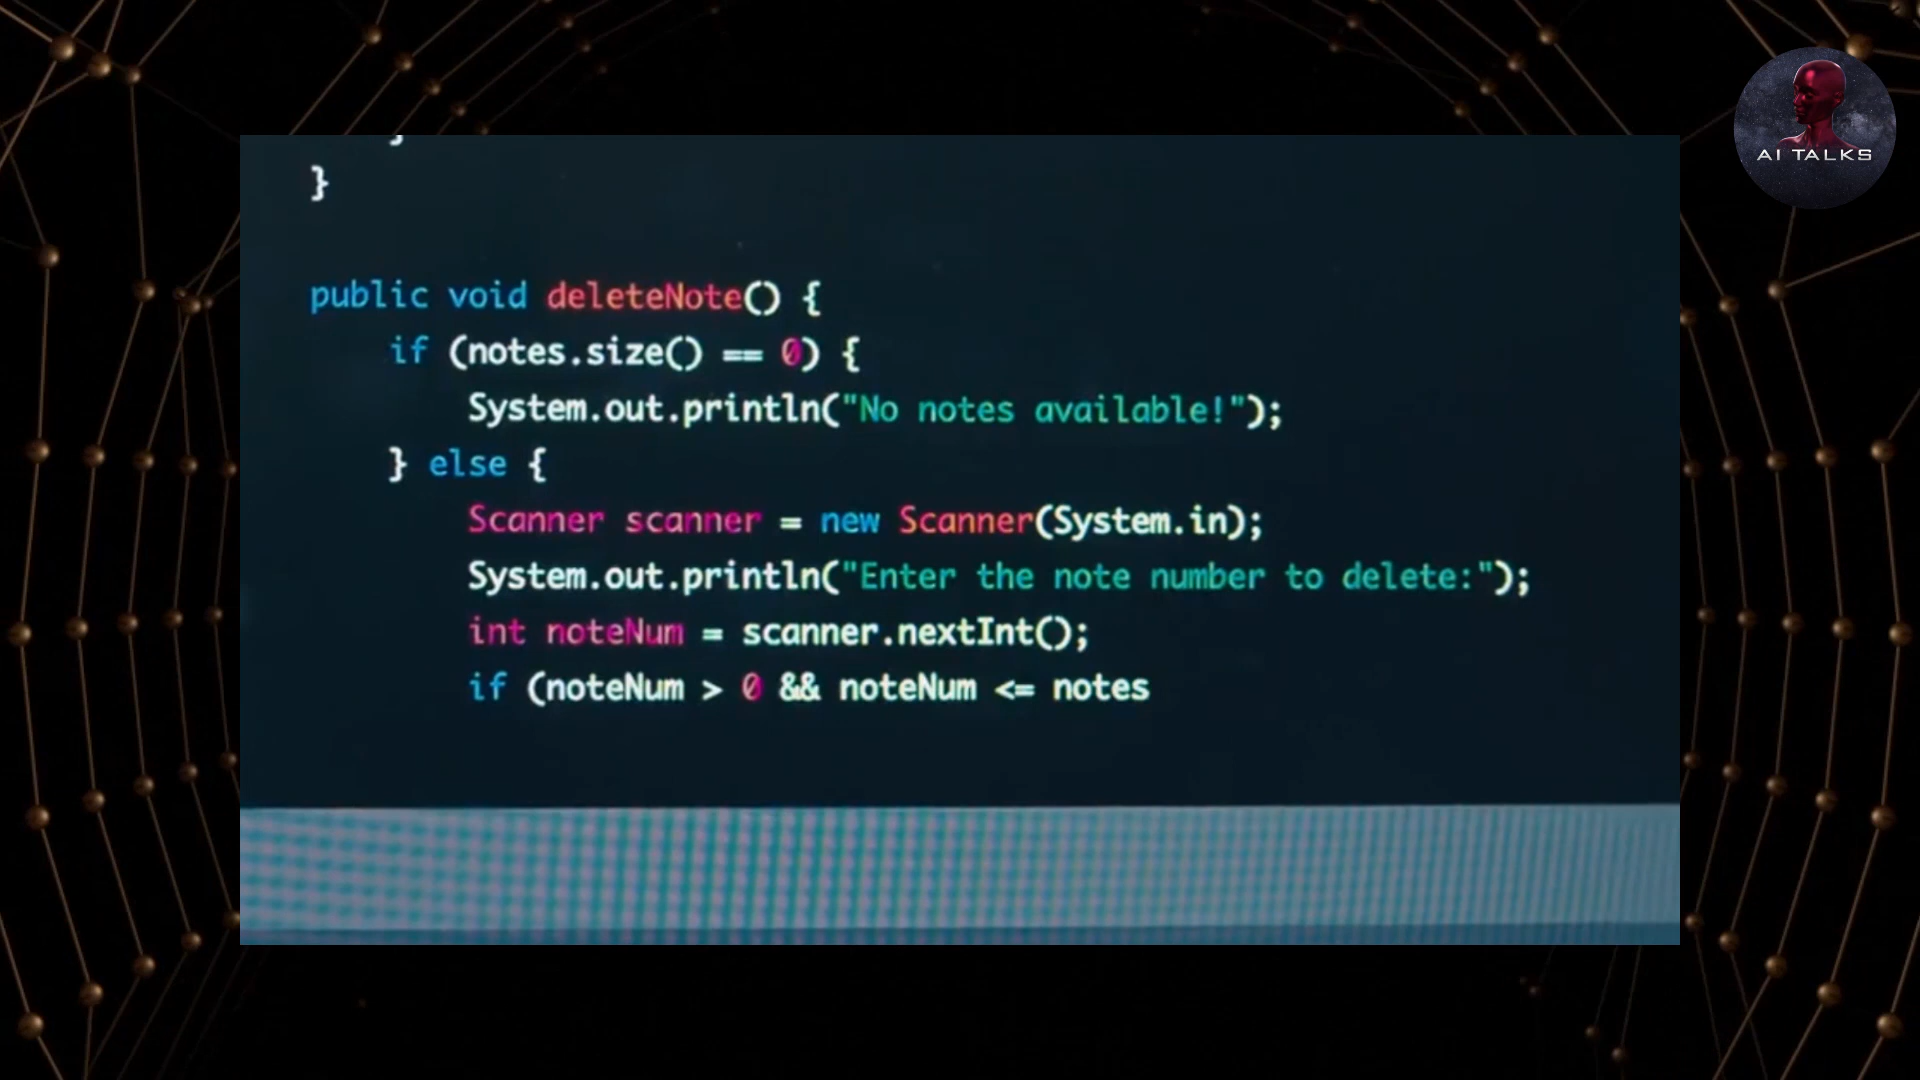 }
public void deleteNote() {
if (notes.size() == 0) {
System.out.println("No notes available!");
} else {
Scanner scanner = new Scanner(System.in);
System.out.println("Enter the note number to delete:");
int noteNum = scanner.nextInt();
if (noteNum > 0 && noteNum <= notes
AI TALKS